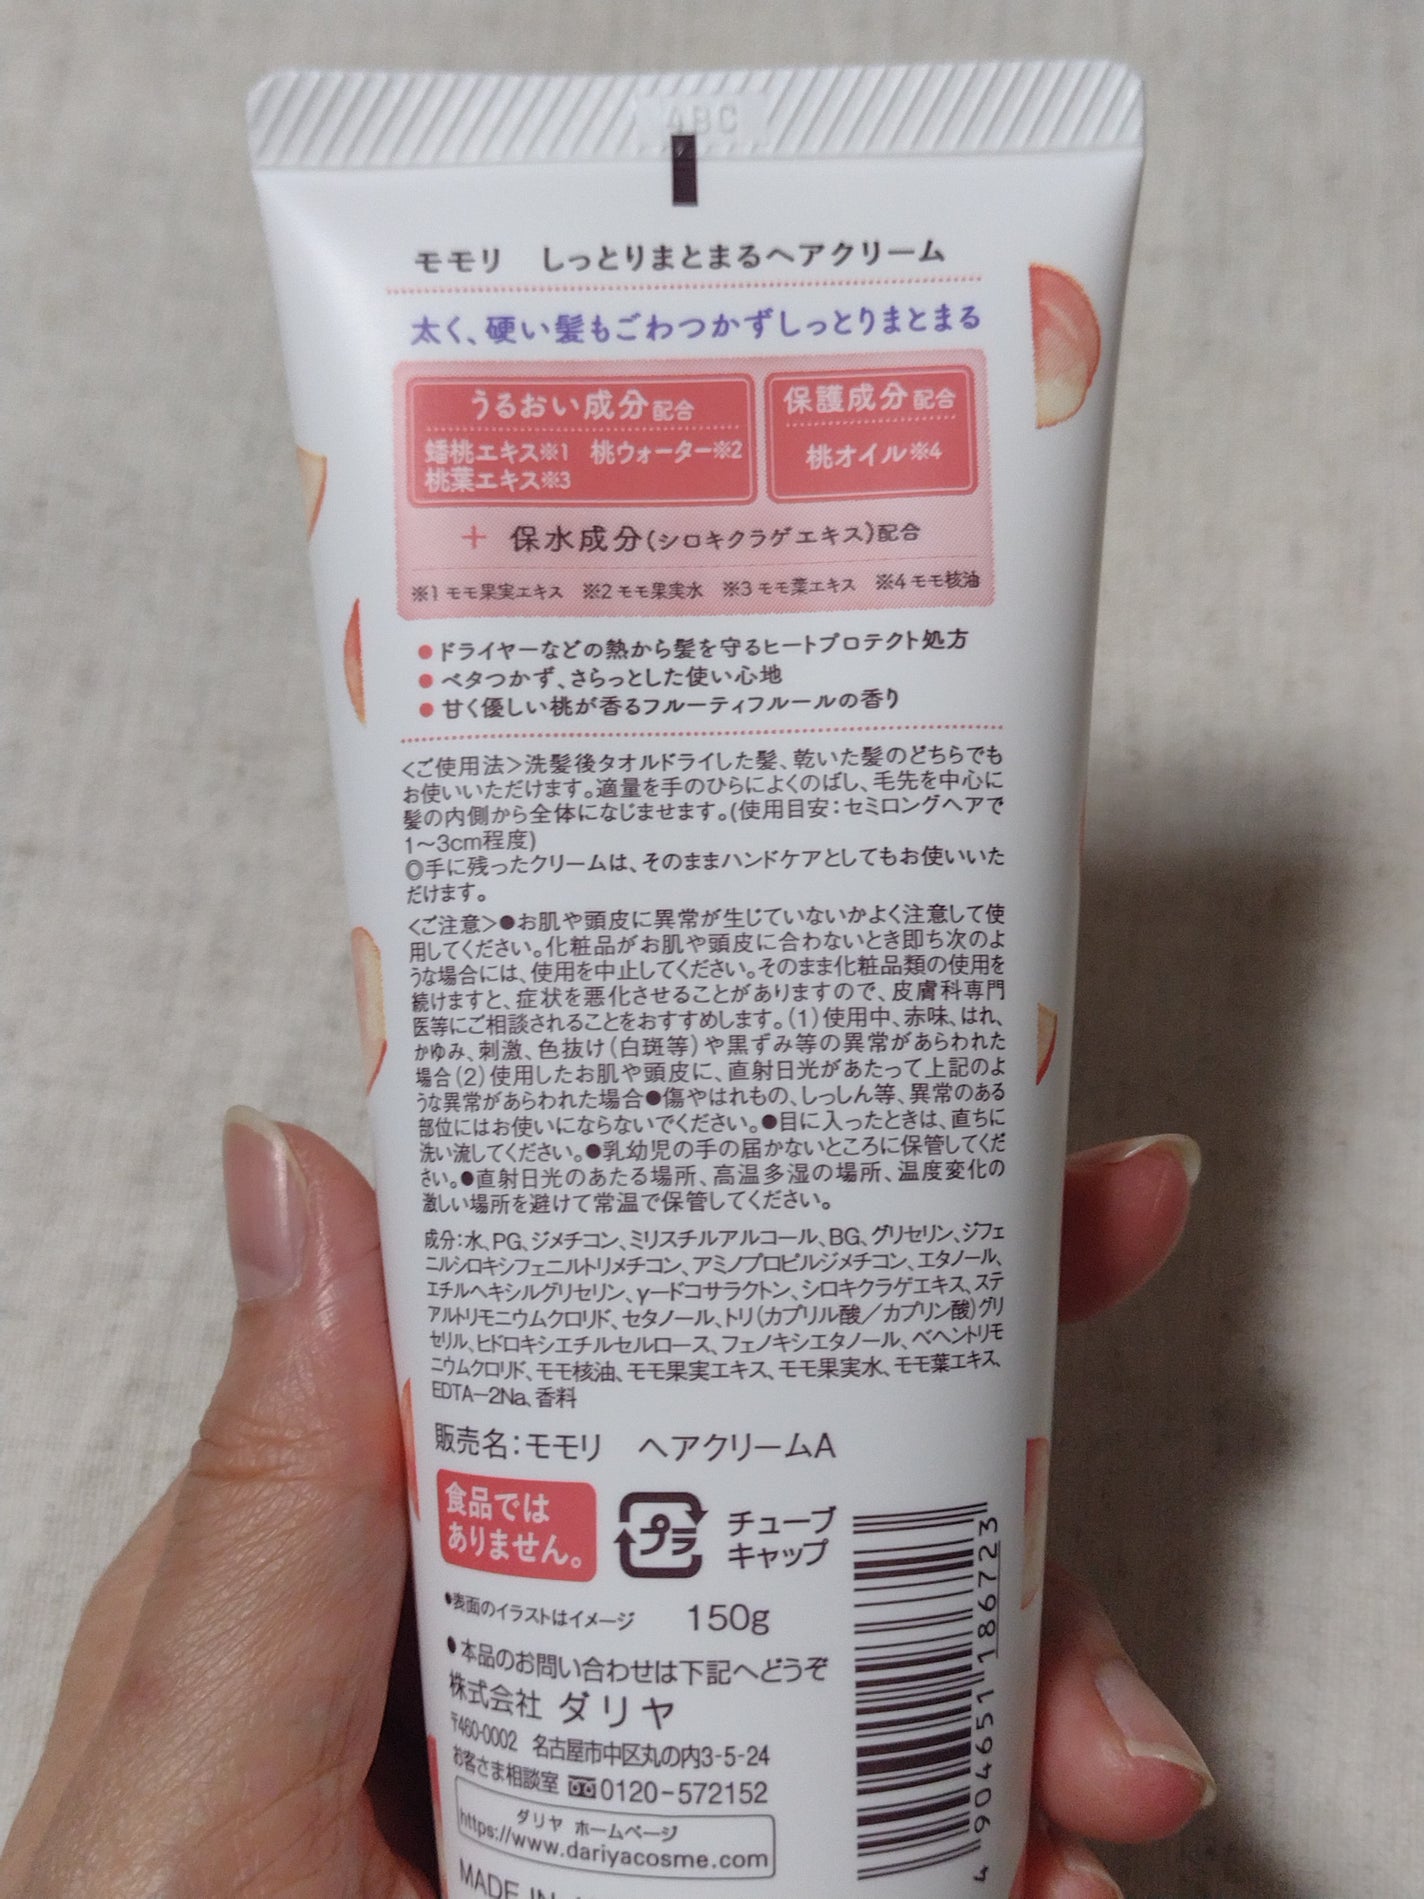 ABC
モモリ　しっとりまとまるヘアクリーム
太く、硬い髪もごわつかずしっとりまとまる
うるおい成分配合
蟠桃エキス※1　桃ウォーター※2
桃葉エキス※3
保護成分配合
桃オイル※4
+ 保水成分(シロキクラゲエキス)配合
※1 モモ果実エキス　※2 モモ果実水　※3 モモ葉エキス　※4 モモ核油
●ドライヤーなどの熱から髪を守るヒートプロテクト処方
●ベタつかず、さらっとした使い心地
●甘く優しい桃が香るフルーティフルールの香り
<ご使用法>洗髪後タオルドライした髪、乾いた髪のどちらでも
お使いいただけます。適量を手のひらによくのばし、毛先を中心に
髪の内側から全体になじませます。(使用目安:セミロングヘアで
1～3cm程度)
◎手に残ったクリームは、そのままハンドケアとしてもお使いいた
だけます。
<ご注意>●お肌や頭皮に異常が生じていないかよく注意して使
用してください。化粧品がお肌や頭皮に合わないとき即ち次のよ
うな場合には、使用を中止してください。そのまま化粧品類の使用を
続けますと、症状を悪化させることがありますので、皮膚科専門
医等にご相談されることをおすすめします。(1)使用中、赤味、はれ、
かゆみ、刺激、色抜け(白斑等)や黒ずみ等の異常があらわれた
場合(2)使用したお肌や頭皮に、直射日光があたって上記のよ
うな異常があらわれた場合●傷やはれもの、しっしん等、異常のある
部位にはお使いにならないでください。●目に入ったときは、直ちに
洗い流してください。●乳幼児の手の届かないところに保管してくだ
さい。●直射日光のあたる場所、高温多湿の場所、温度変化の
激しい場所を避けて常温で保管してください。
成分:水、PG、ジメチコン、ミリスチルアルコール、BG、グリセリン、ジフェ
ニルシロキシフェニルトリメチコン、アミノプロピルジメチコン、エタノール、
エチルヘキシルグリセリン、γードコサラクトン、シロキクラゲエキス、ステ
アルトリモニウムクロリド、セタノール、トリ(カプリル酸／カプリン酸)グリ
セリル、ヒドロキシエチルセルロース、フェノキシエタノール、ベヘントリモ
ニウムクロリド、モモ核油、モモ果実エキス、モモ果実水、モモ葉エキス、
EDTAー2Na、香料
販売名:モモリ　ヘアクリームA
食品では
ありません。
プラ
チューブ
キャップ
●表面のイラストはイメージ
150g
●本品のお問い合わせは下記へどうぞ
株式会社 ダリヤ
〒460-0002 名古屋市中区丸の内3-5-24
お客さま相談室 0120-572152
ダリヤ ホームページ
https://www.dariyacosme.com
MADE IN
4 904651 186723